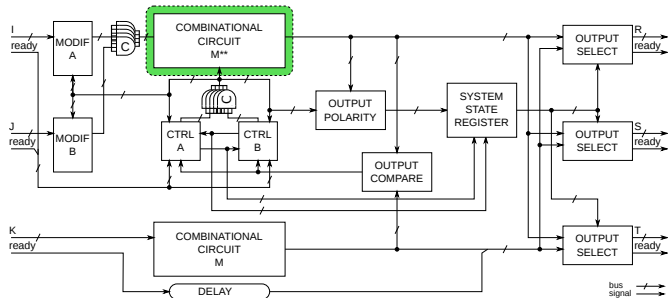 I
ready
MODIF
A
C
COMBINATIONAL
CIRCUIT
M**
OUTPUT
SELECT
R
ready
C
OUTPUT
POLARITY
SYSTEM
STATE
REGISTER
J
ready
MODIF
B
CTRL
A
CTRL
B
OUTPUT
SELECT
S
ready
OUTPUT
COMPARE
K
ready
COMBINATIONAL
CIRCUIT
M
OUTPUT
SELECT
T
ready
DELAY
bus
signal